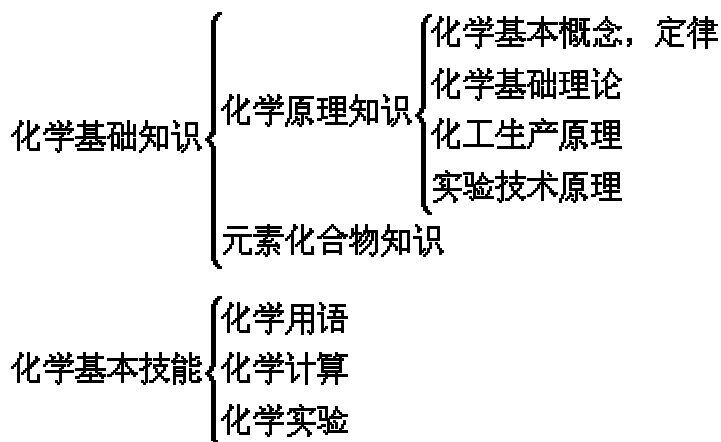 化学基本概念，定律
化学基础理论
化学原理知识
化工生产原理
化学基础知识
实验技术原理
元素化合物知识
化学用语
化学基本技能
化学计算
化学实验